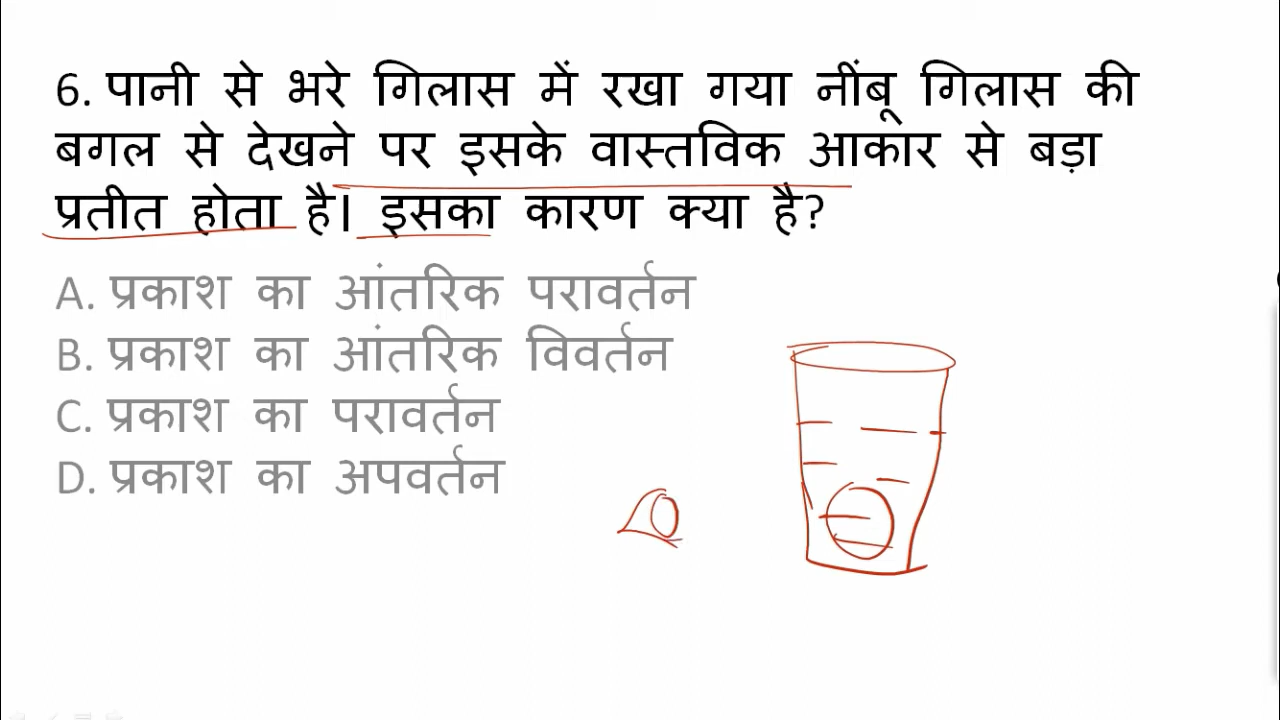 6. पानी से भरे गिलास में रखा गया नींबू गिलास की
बगल से देखने पर इसके वास्तविक आकार से बड़ा
प्रतीत होता है। इसका कारण क्या है?
A. प्रकाश का आंतरिक परावर्तन
B. प्रकाश का आंतरिक विवर्तन
C. प्रकाश का परावर्तन
D. प्रकाश का अपवर्तन